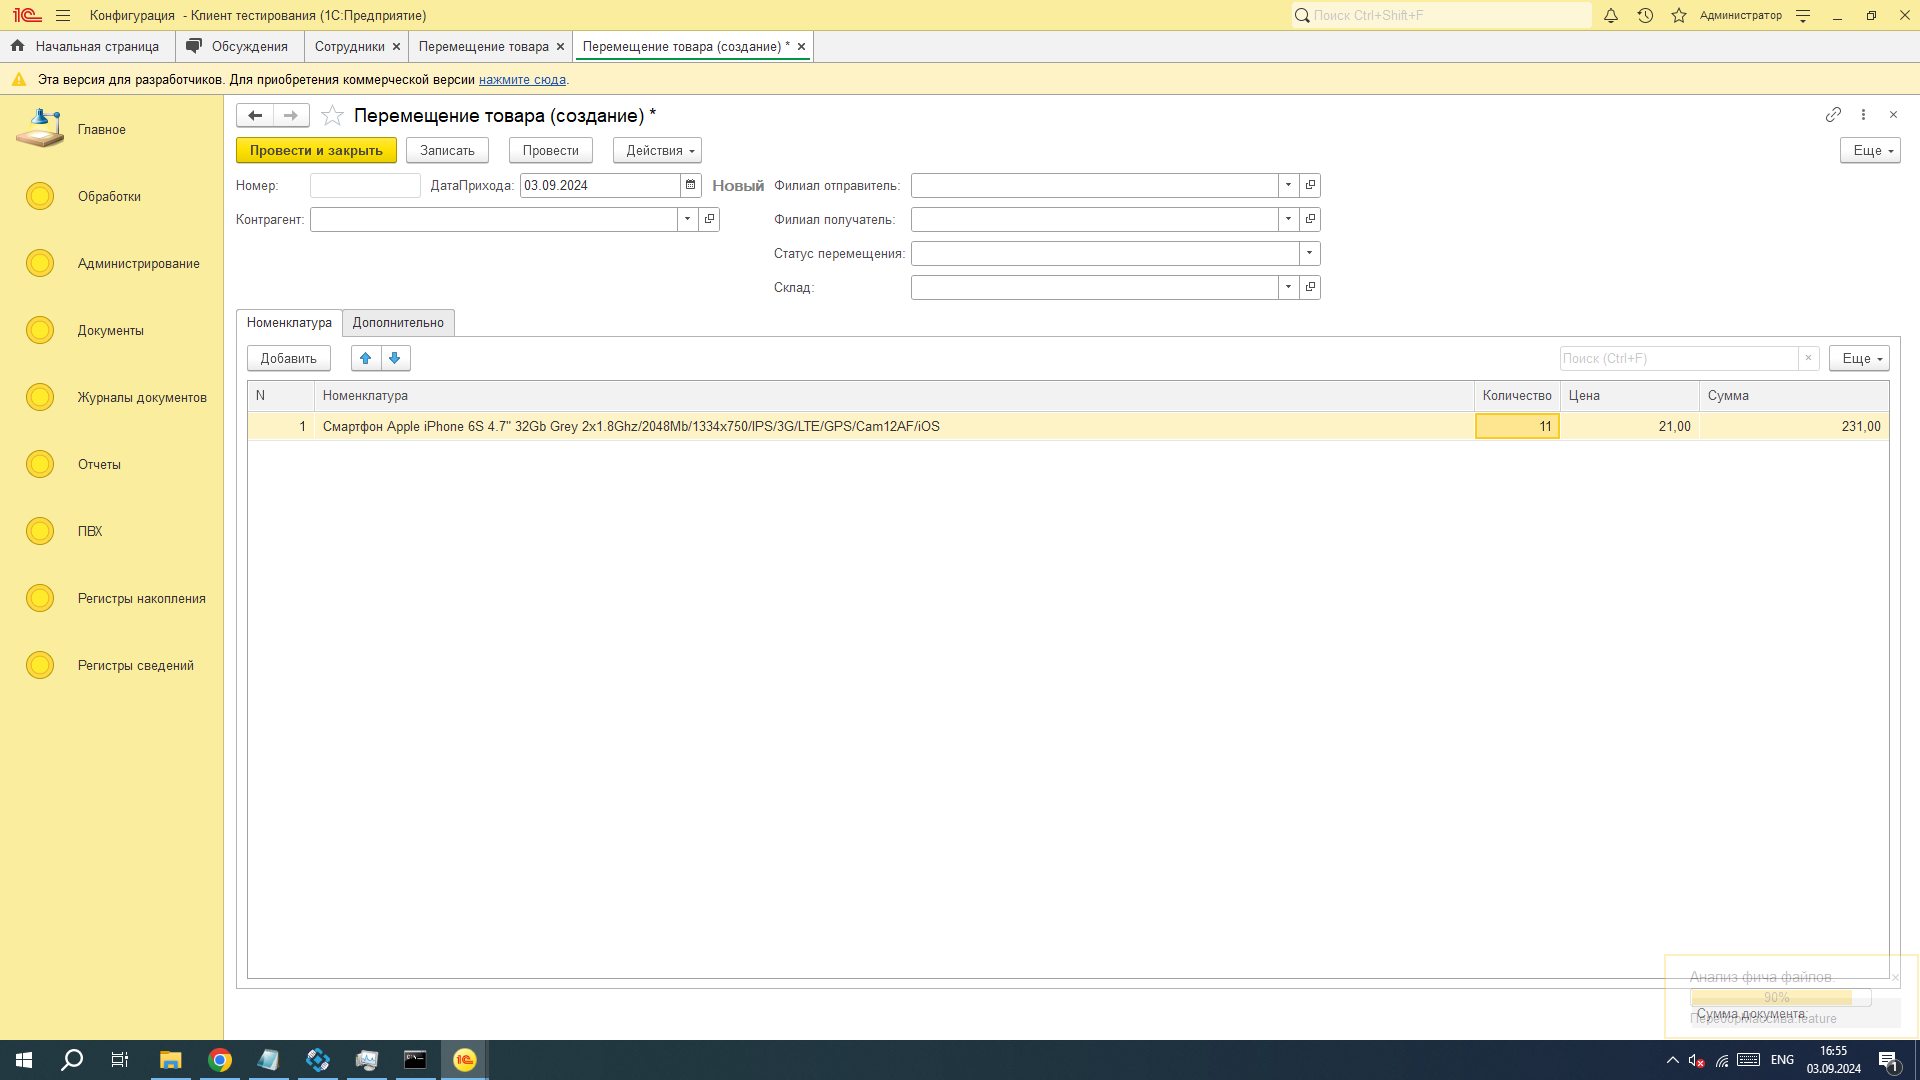 Конфигурация - Клиент тестирования (1С:Предприятие)
Поиск Ctrl+Shift+F
Администратор
Начальная страница
Обсуждения
Сотрудники
Перемещение товара
Перемещение товара (создание) *
Эта версия для разработчиков. Для приобретения коммерческой версии нажмите сюда.
Главное
Обработки
Администрирование
Документы
Журналы документов
Отчеты
ПВХ
Регистры накопления
Регистры сведений
Перемещение товара (создание) *
Провести и закрыть
Записать
Провести
Действия
Еще
Номер:
ДатаПрихода: 03.09.2024
Новый
Филиал отправитель:
Контрагент:
Филиал получатель:
Статус перемещения:
Склад:
Номенклатура
Дополнительно
Добавить
Поиск (Ctrl+F)
Еще
N Номенклатура Количество Цена Сумма
1 Смартфон Apple iPhone 6S 4.7" 32Gb Grey 2x1.8Ghz/2048Mb/1334x750/IPS/3G/LTE/GPS/Cam12AF/iOS 11 21,00 231,00
Анализ фича файлов.
90%
Сумма документа:
ПереборМассива.feature
ENG
16:55
03.09.2024
1